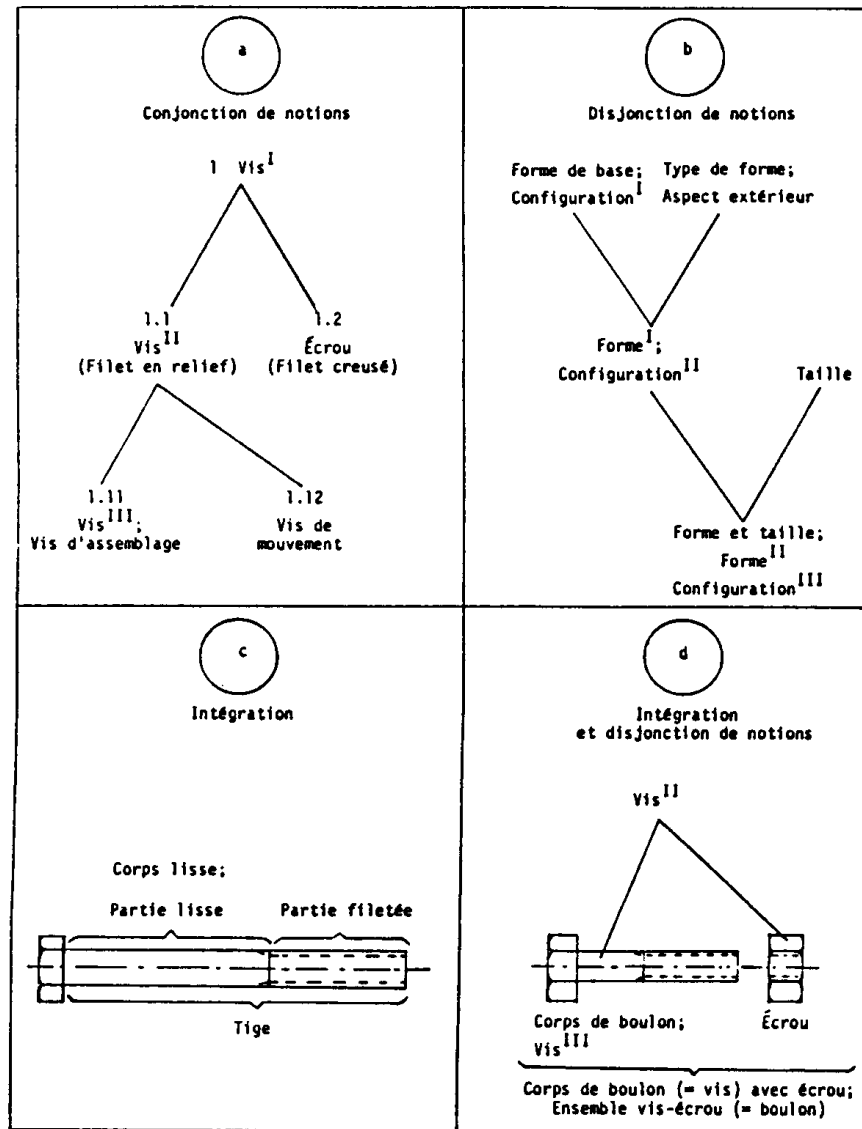 a
Conjonction de notions
1 Vis^I
1.1
Vis^II
(Filet en relief)
1.2
Écrou
(Filet creusé)
1.11
Vis^III;
Vis d'assemblage
1.12
Vis de
mouvement
b
Disjonction de notions
Forme de base;
Configuration^I
Type de forme;
Aspect extérieur
Forme^I;
Configuration^II
Taille
Forme et taille;
Forme^II
Configuration^III
c
Intégration
Corps lisse;
Partie lisse
Partie filetée
Tige
d
Intégration
et disjonction de notions
Vis^II
Corps de boulon;
Vis^III
Écrou
Corps de boulon (= vis) avec écrou;
Ensemble vis-écrou (= boulon)